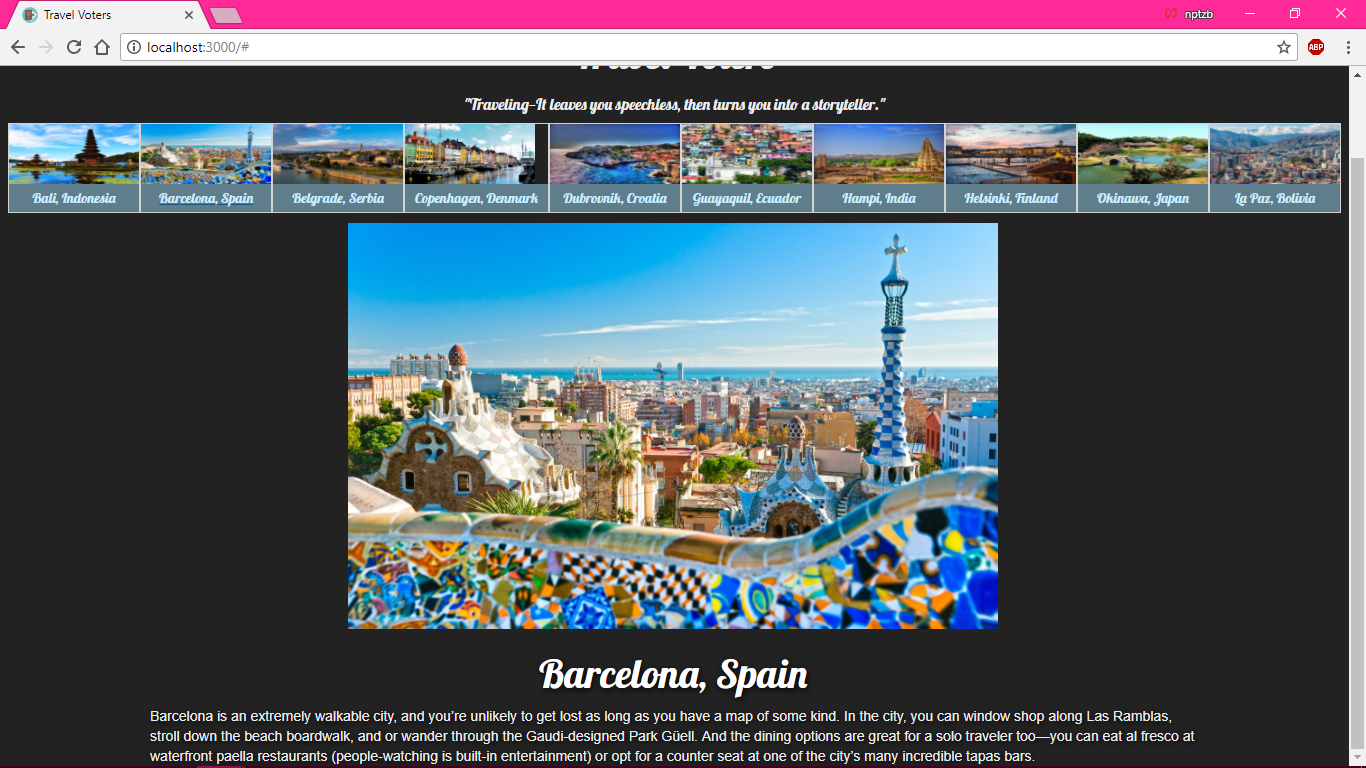 Travel Voters
nptzb
localhost:3000/#
ABP
Travel Voters
"Traveling–It leaves you speechless, then turns you into a storyteller."
Bali, Indonesia
Barcelona, Spain
Belgrade, Serbia
Copenhagen, Denmark
Dubrovnik, Croatia
Guayaquil, Ecuador
Hampi, India
Helsinki, Finland
Okinawa, Japan
La Paz, Bolivia
Barcelona, Spain
Barcelona is an extremely walkable city, and you’re unlikely to get lost as long as you have a map of some kind. In the city, you can window shop along Las Ramblas,
stroll down the beach boardwalk, and or wander through the Gaudi-designed Park Güell. And the dining options are great for a solo traveler too—you can eat al fresco at
waterfront paella restaurants (people-watching is built-in entertainment) or opt for a counter seat at one of the city’s many incredible tapas bars.